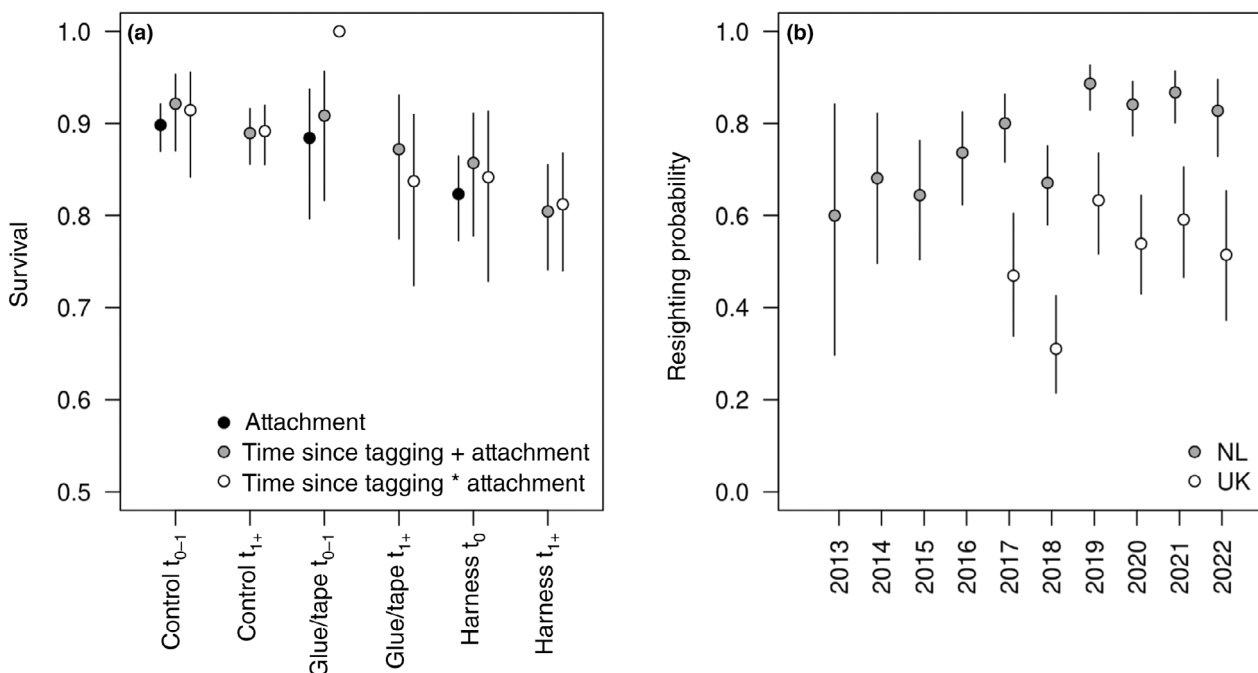 (a)
Survival
1.0
0.9
0.8
0.7
0.6
0.5
Attachment
Time since tagging + attachment
Time since tagging * attachment
Control t0–1
Control t1+
Glue/tape t0–1
Glue/tape t1+
Harness t0
Harness t1+
(b)
Resighting probability
1.0
0.8
0.6
0.4
0.2
0.0
NL
UK
2013
2014
2015
2016
2017
2018
2019
2020
2021
2022